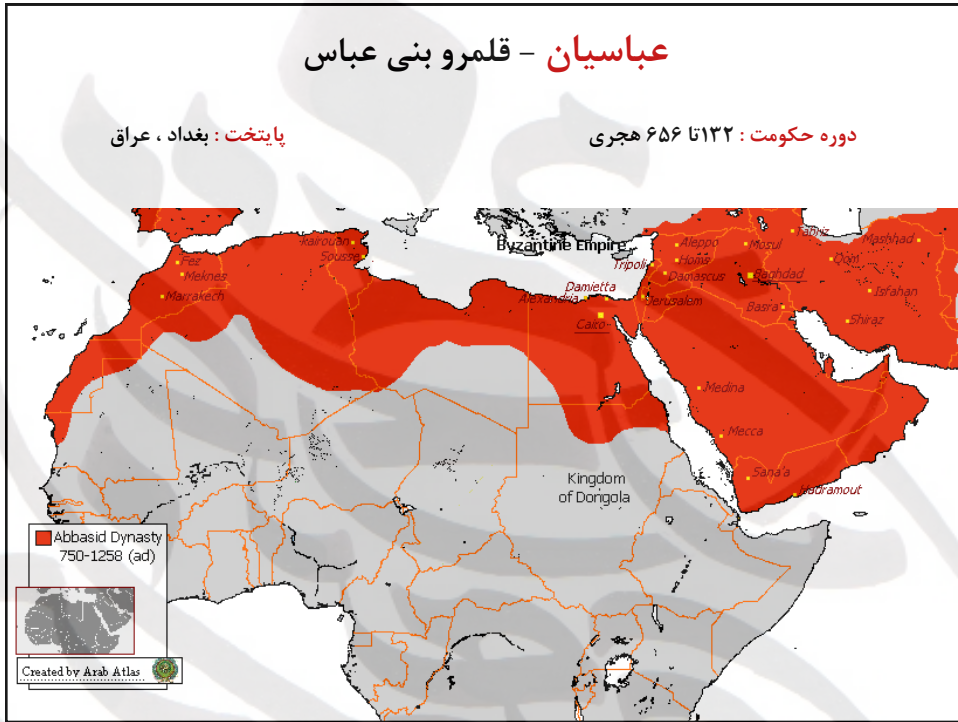 عباسیان – قلمرو بنی عباس
دوره حکومت : ۱۳۲تا ۶۵۶ هجری
پایتخت : بغداد ، عراق
kairouan
Sousse
Fez
Meknes
Marrakech
Byzantine Empire
Tripoli
Aleppo
Homs
Damascus
Mosul
Tabriz
Mashhad
Qom
Baghdad
Isfahan
Basra
Shiraz
Damietta
Alexandria
Cairo
Jerusalem
Medina
Mecca
Sana'a
Hadramout
Kingdom
of Dongola
Abbasid Dynasty
750-1258 (ad)
Created by Arab Atlas